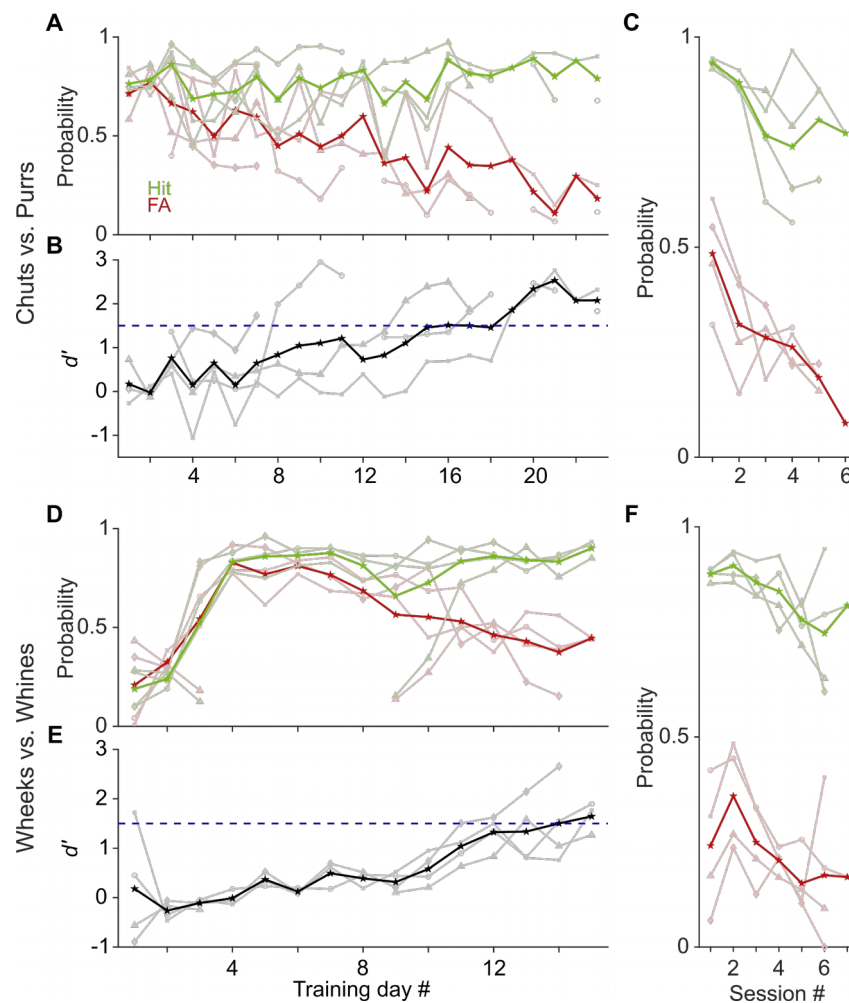 A
1
0.5
0
Probability
Hit
FA
B
3
2
1
0
-1
d'
4
8
12
16
20
Chuts vs. Purrs
C
1
0.5
0
Probability
2
4
6
D
1
0.5
0
Probability
E
3
2
1
0
-1
d'
4
8
12
Training day #
Wheeks vs. Whines
F
1
0.5
0
Probability
2
4
6
Session #